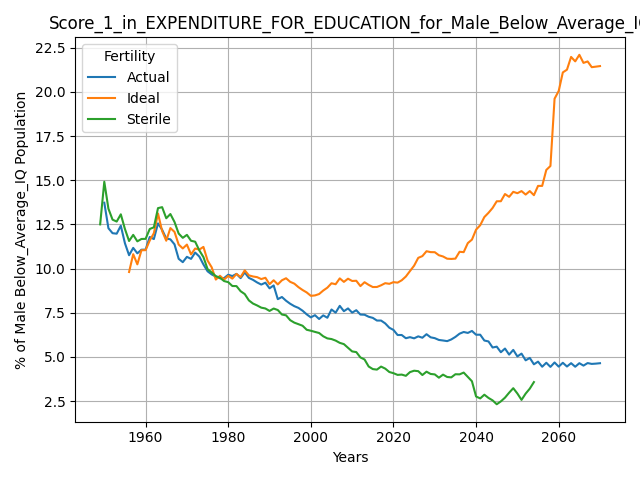 Score_1_in_EXPENDITURE_FOR_EDUCATION_for_Male_Below_Average_IQ
Fertility
Actual
Ideal
Sterile
22.5
20.0
17.5
15.0
12.5
10.0
7.5
5.0
2.5
% of Male Below_Average_IQ Population
1960
1980
2000
2020
2040
2060
Years